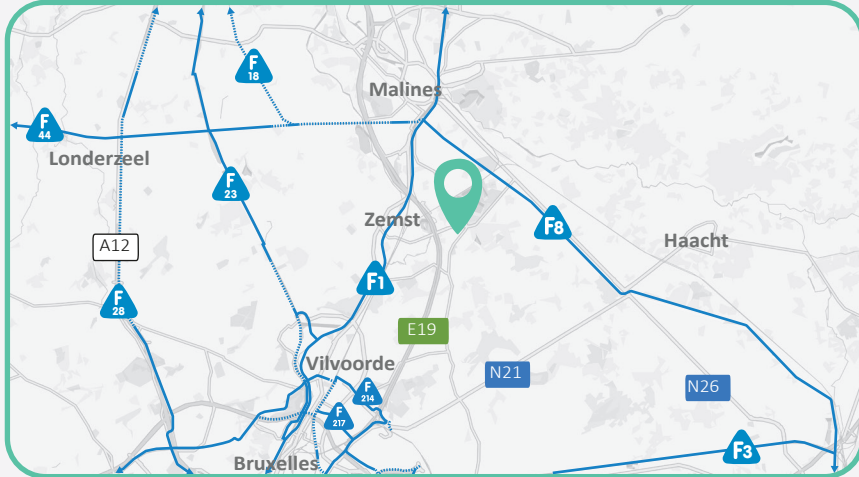 F
18
Malines
F
44
Londerzeel
F
23
Zemst
F8
Haacht
A12
F1
F
28
E19
Vilvoorde
N21
N26
F
214
F
217
Bruxelles
F3